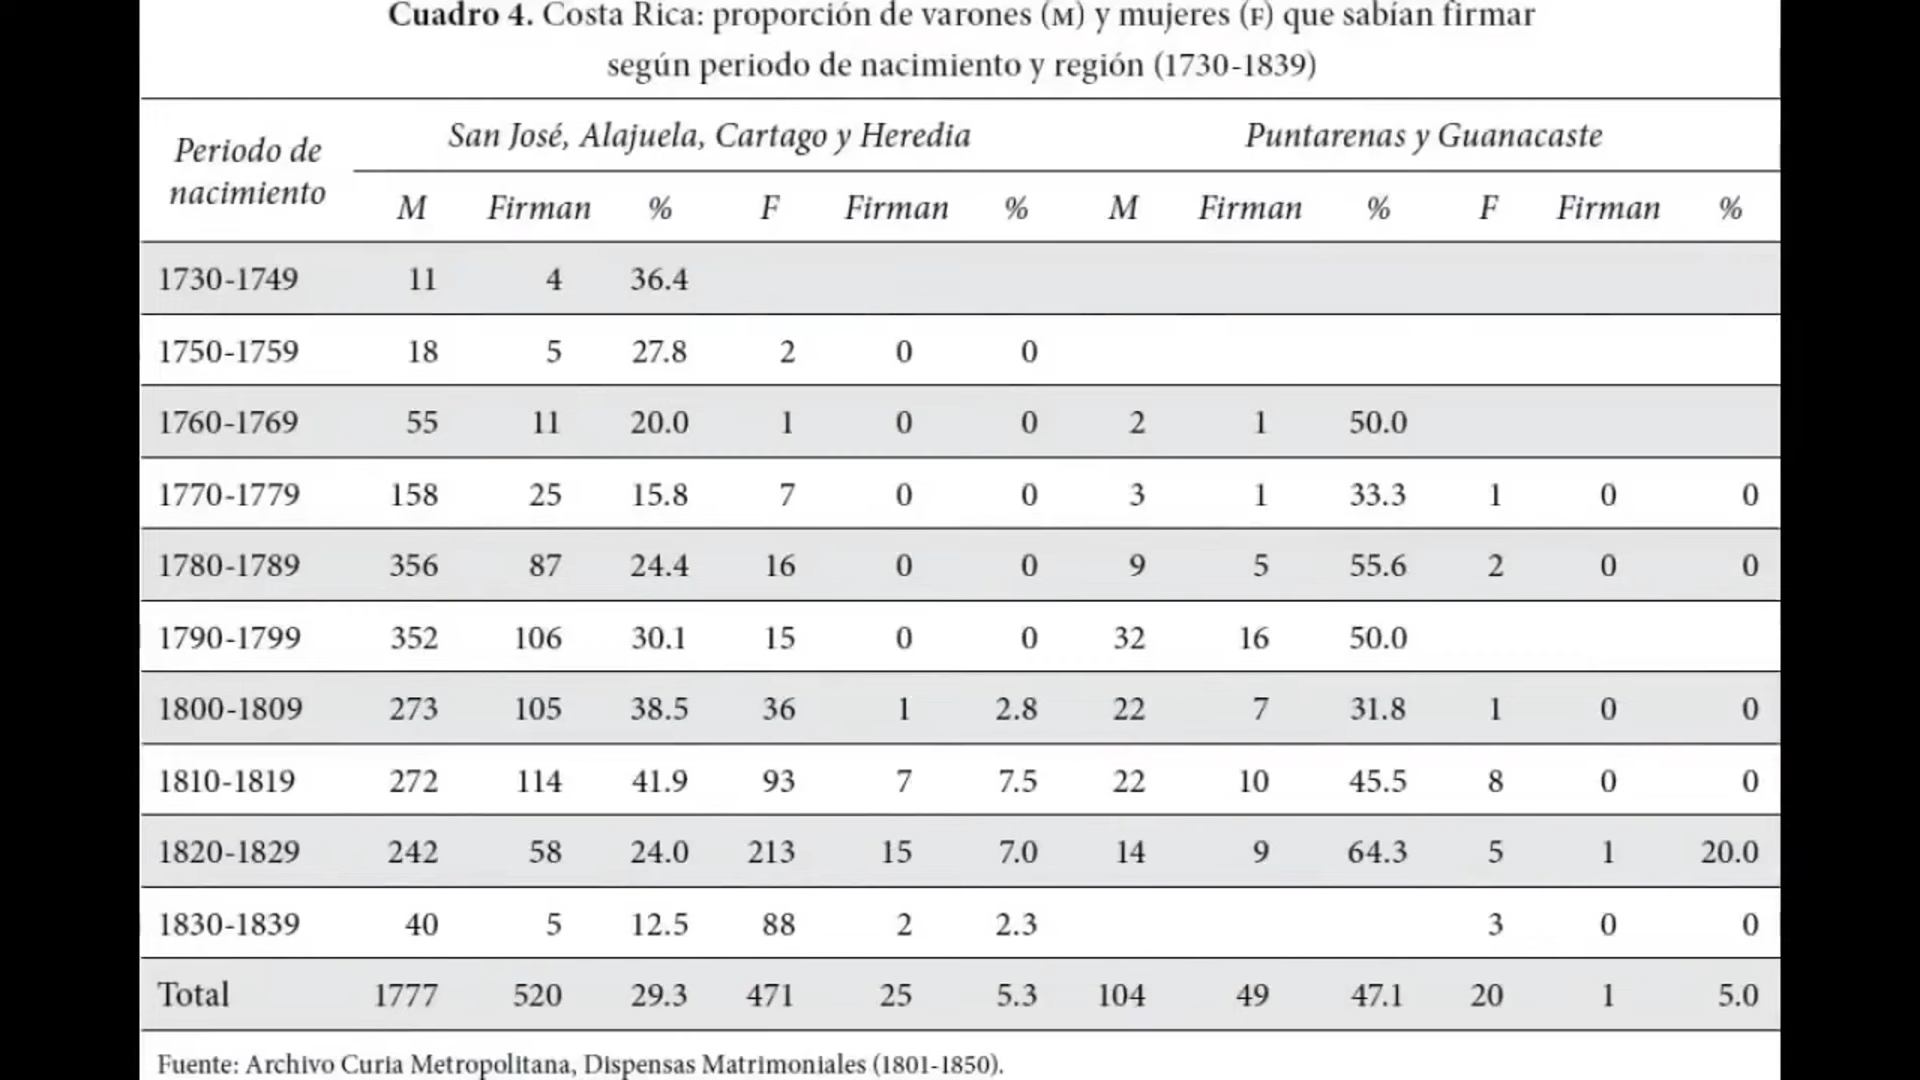 Cuadro 4. Costa Rica: proporción de varones (M) y mujeres (F) que sabían firmar
según periodo de nacimiento y región (1730-1839)
Periodo de nacimiento San José, Alajuela, Cartago y Heredia Puntarenas y Guanacaste
M Firman % F Firman % M Firman % F Firman %
1730-1749 11 4 36.4
1750-1759 18 5 27.8 2 0 0
1760-1769 55 11 20.0 1 0 0 2 1 50.0
1770-1779 158 25 15.8 7 0 0 3 1 33.3 1 0 0
1780-1789 356 87 24.4 16 0 0 9 5 55.6 2 0 0
1790-1799 352 106 30.1 15 0 0 32 16 50.0
1800-1809 273 105 38.5 36 1 2.8 22 7 31.8 1 0 0
1810-1819 272 114 41.9 93 7 7.5 22 10 45.5 8 0 0
1820-1829 242 58 24.0 213 15 7.0 14 9 64.3 5 1 20.0
1830-1839 40 5 12.5 88 2 2.3 3 0 0
Total 1777 520 29.3 471 25 5.3 104 49 47.1 20 1 5.0
Fuente: Archivo Curia Metropolitana, Dispensas Matrimoniales (1801-1850).